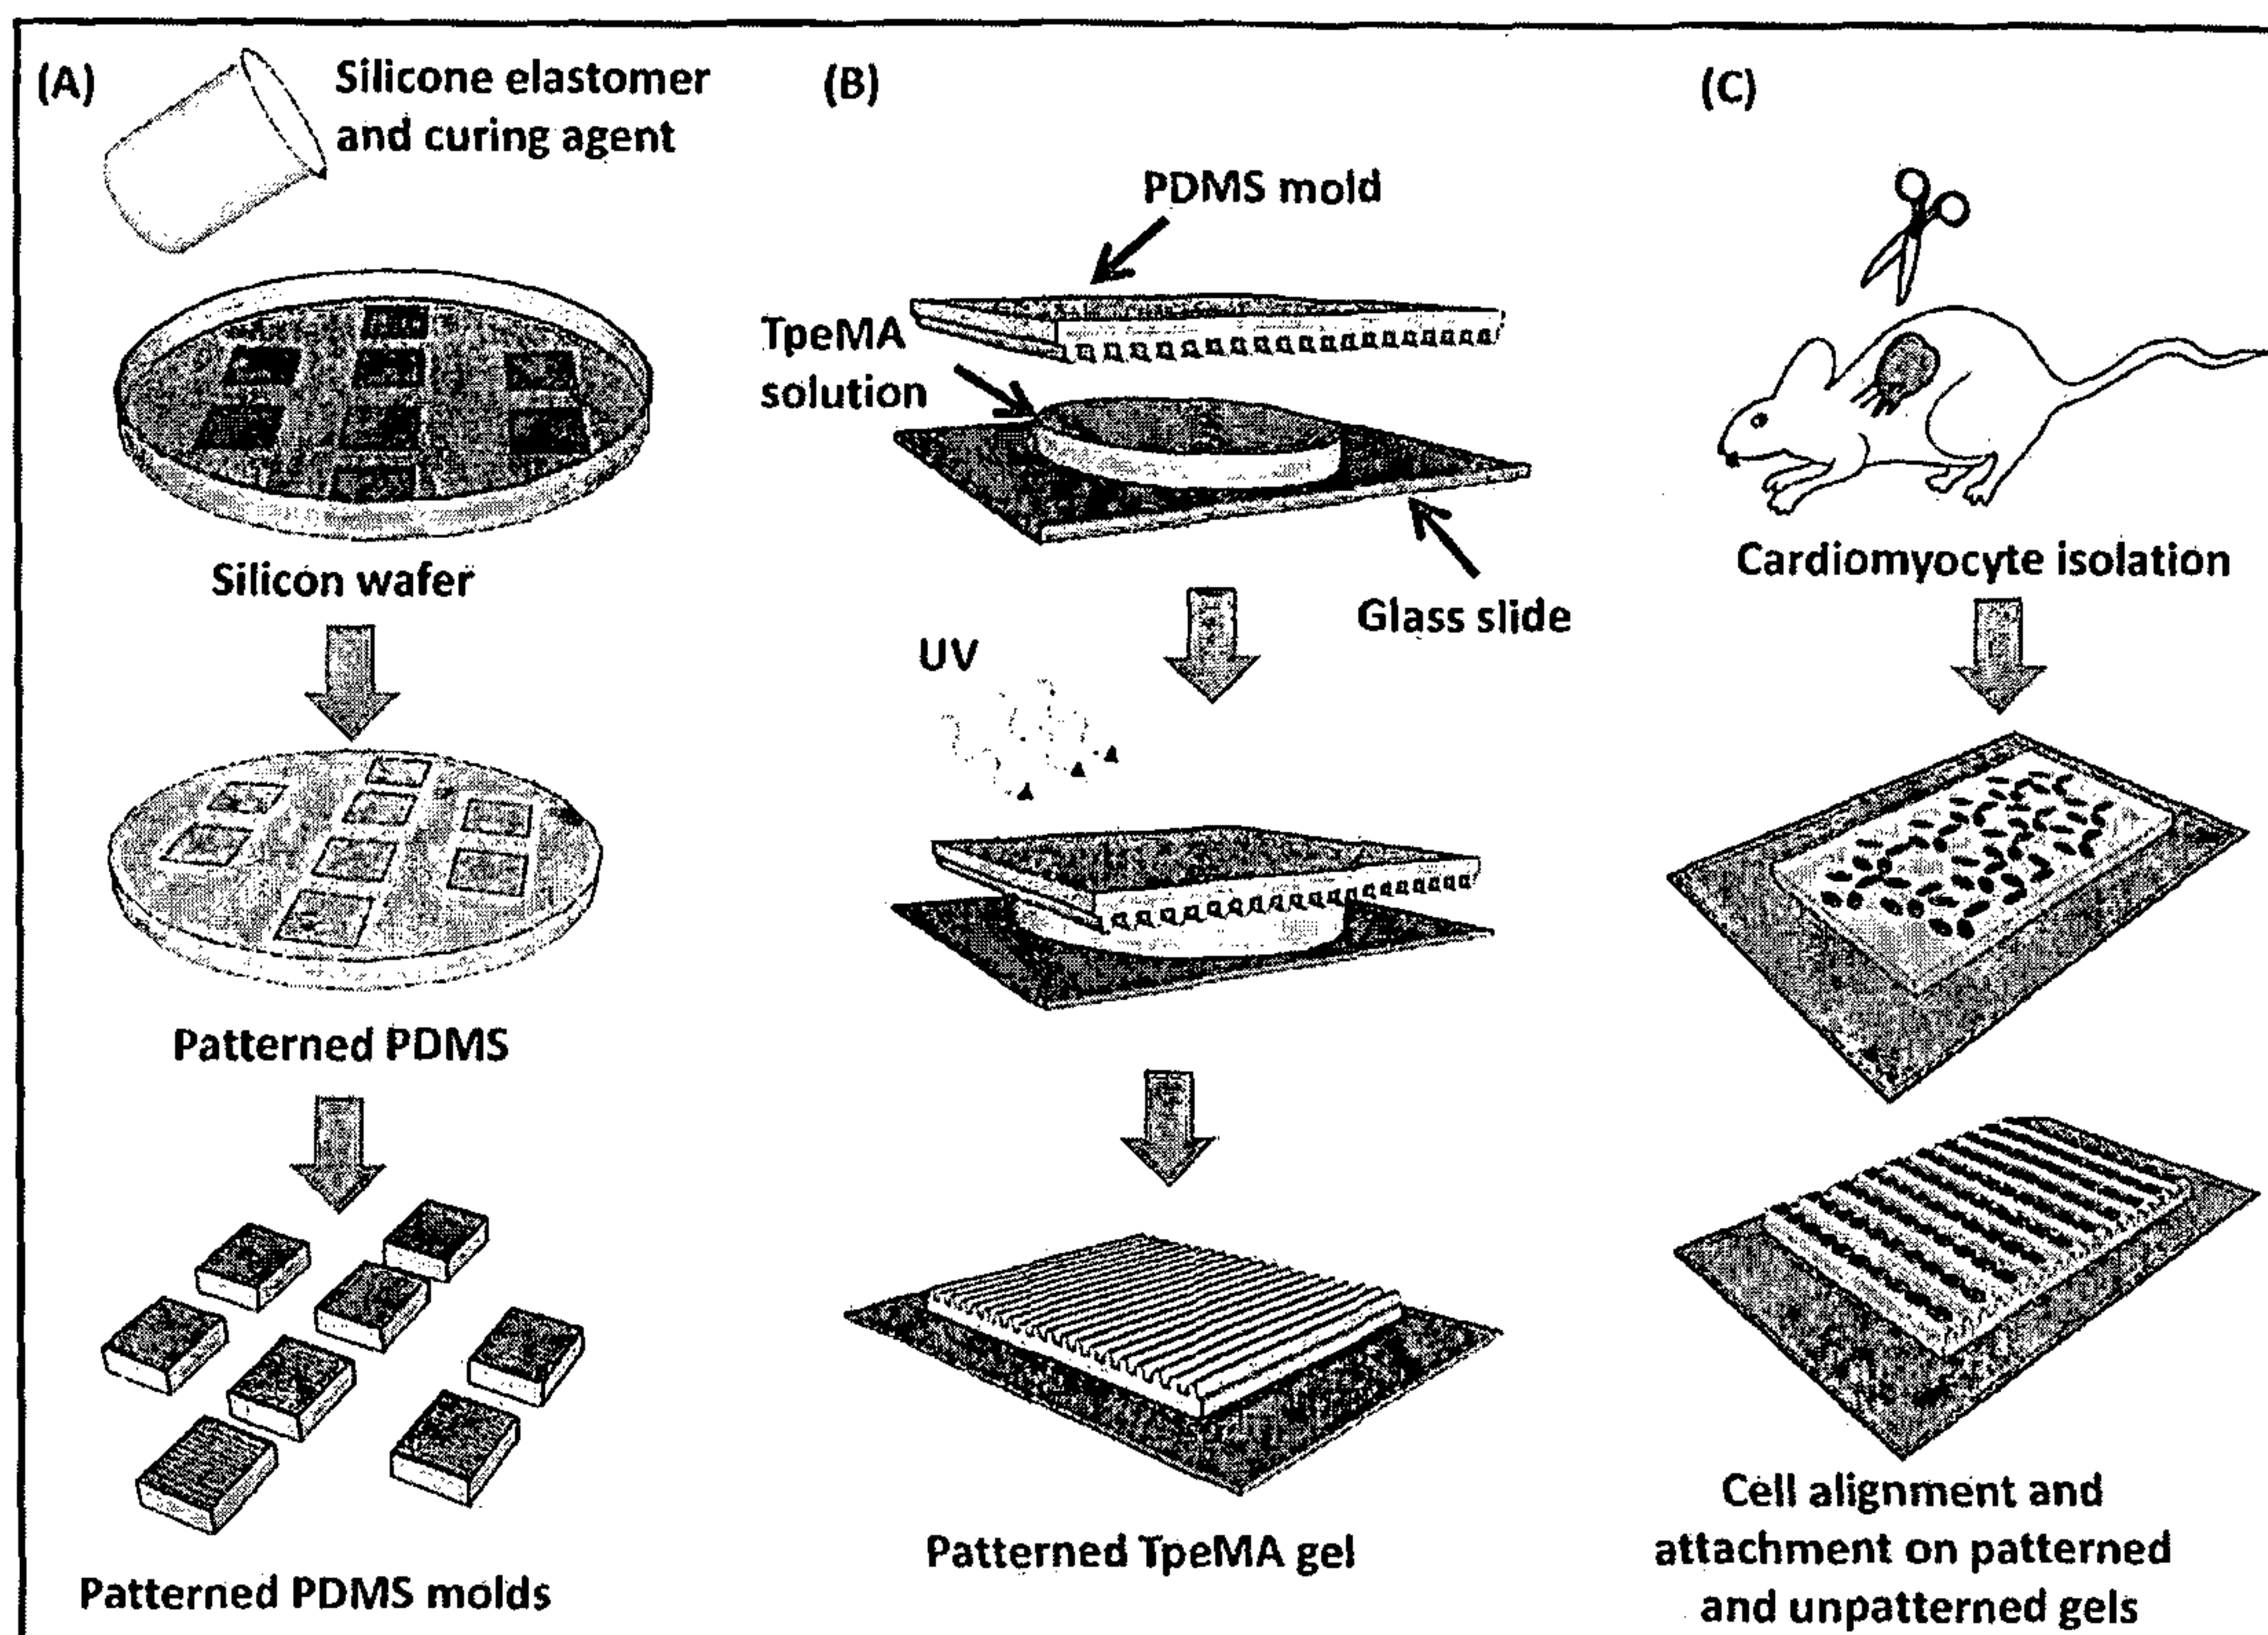 (A)
Silicone elastomer
and curing agent
Silicon wafer
Patterned PDMS
Patterned PDMS molds
(B)
PDMS mold
TpeMA
solution
Glass slide
UV
Patterned TpeMA gel
(C)
Cardiomyocyte isolation
Cell alignment and
attachment on patterned
and unpatterned gels